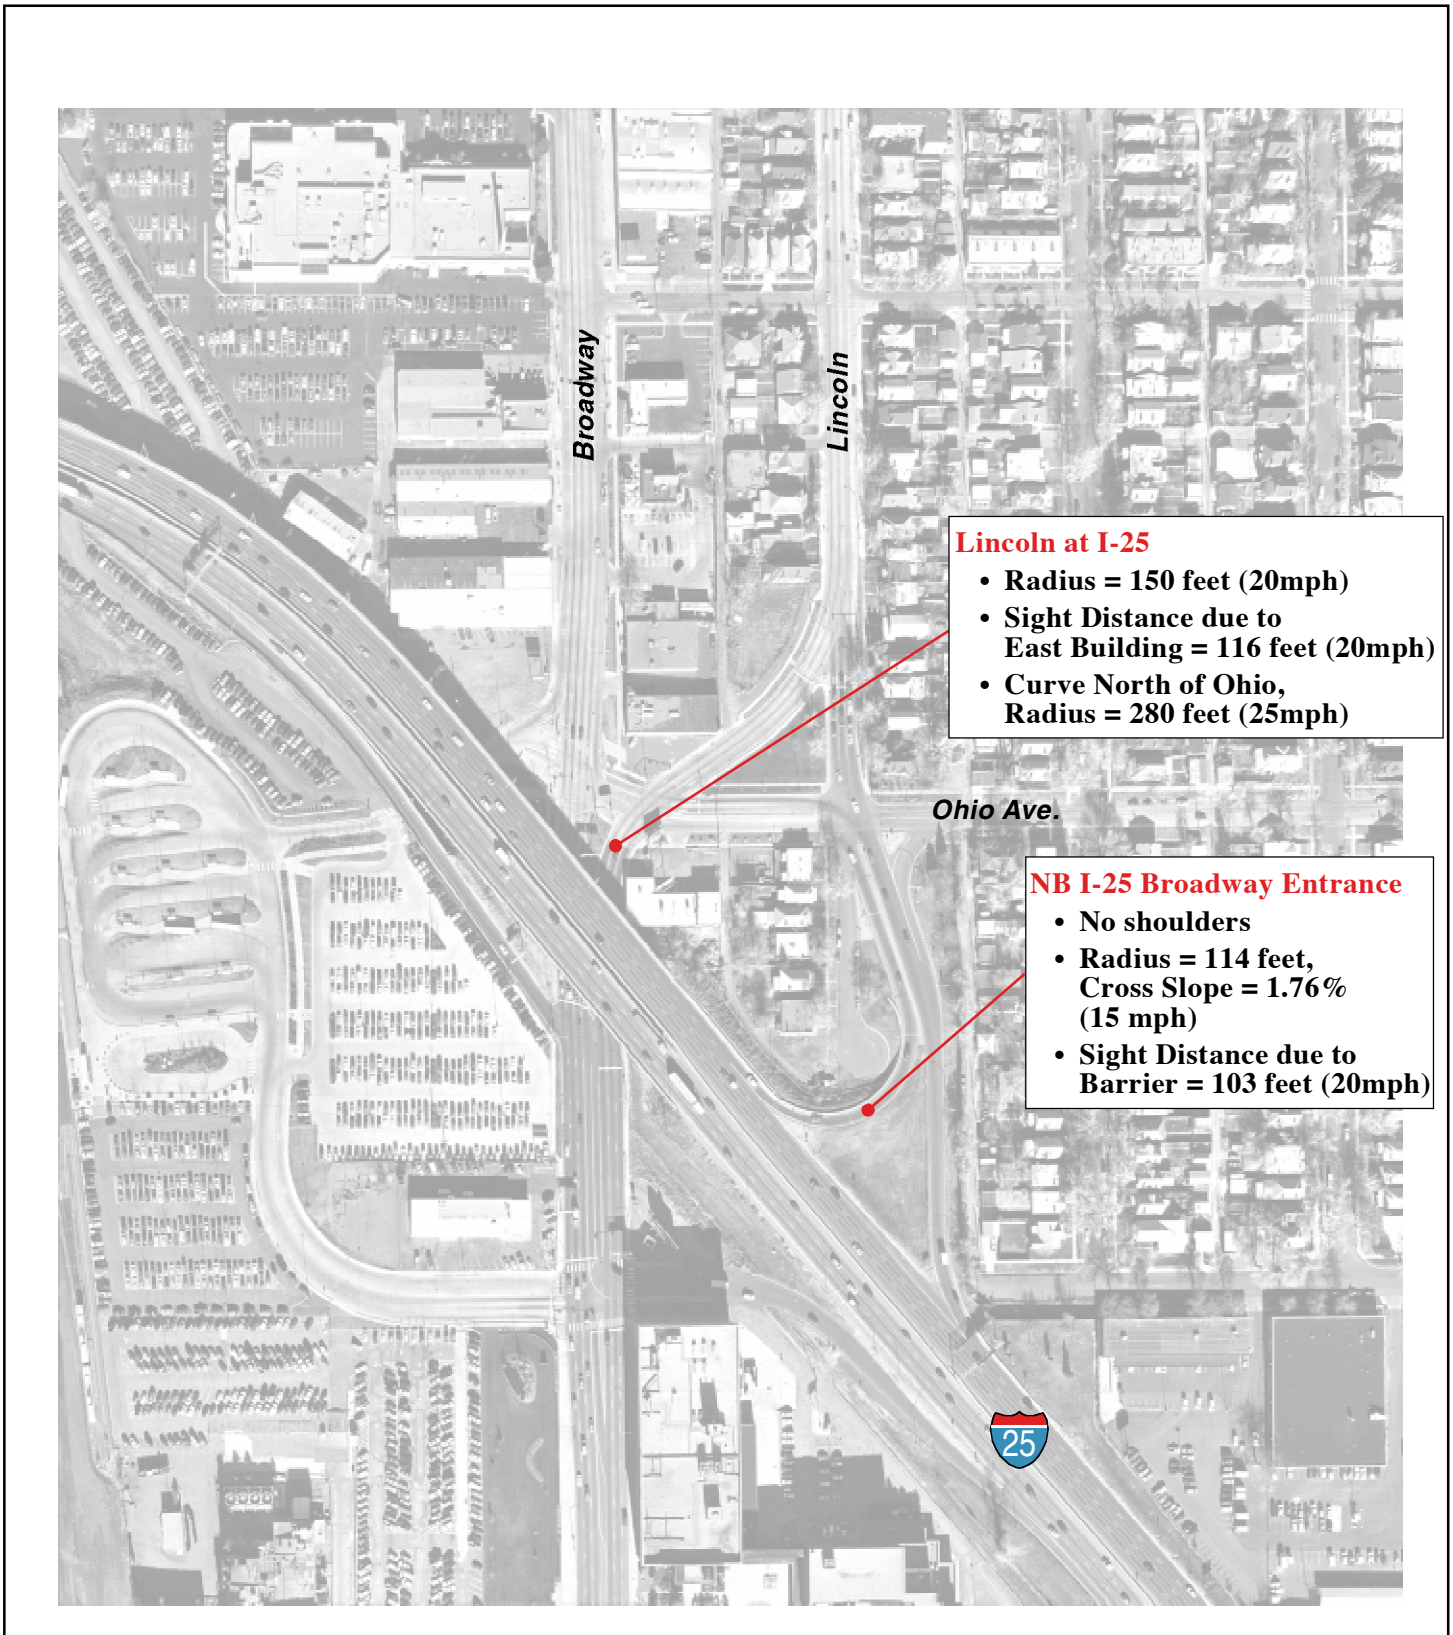 Broadway
Lincoln
Lincoln at I-25
• Radius = 150 feet (20mph)
• Sight Distance due to
East Building = 116 feet (20mph)
• Curve North of Ohio,
Radius = 280 feet (25mph)
Ohio Ave.
NB I-25 Broadway Entrance
• No shoulders
• Radius = 114 feet,
Cross Slope = 1.76%
(15 mph)
• Sight Distance due to
Barrier = 103 feet (20mph)
25